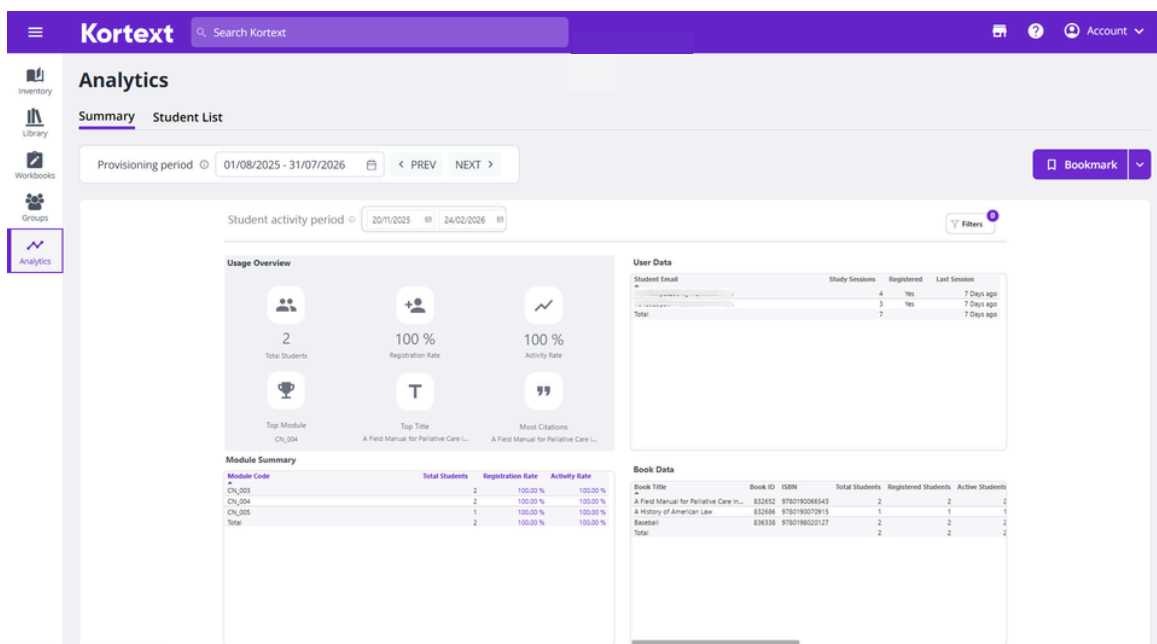 Kortext
Search Kortext
Account
Inventory
Library
Workbooks
Groups
Analytics
Analytics
Summary Student List
Provisioning period 01/08/2025 - 31/07/2026 PREV NEXT
Bookmark
Student activity period 20/11/2025 24/02/2026
Filters 0
Usage Overview
2 100 % 100 %
Total Students Registration Rate Activity Rate
Top Module Top Title Most Citations
CN_004 A Field Manual for Palliative Care i... A Field Manual for Palliative Care i...
User Data
Student Email Study Sessions Registered Last Session
4 Yes 7 Days ago
3 Yes 7 Days ago
Total 7 7 Days ago
Module Summary
Module Code Total Students Registration Rate Activity Rate
CN_003 2 100.00 % 100.00 %
CN_004 2 100.00 % 100.00 %
CN_005 1 100.00 % 100.00 %
Total 2 100.00 % 100.00 %
Book Data
Book Title Book ID ISBN Total Students Registered Students Active Students
A Field Manual for Palliative Care in... 832652 9780190066543 2 2 2
A History of American Law 832686 9780190070915 1 1 1
Baseball 836338 9780198020127 2 2 2
Total 2 2 2